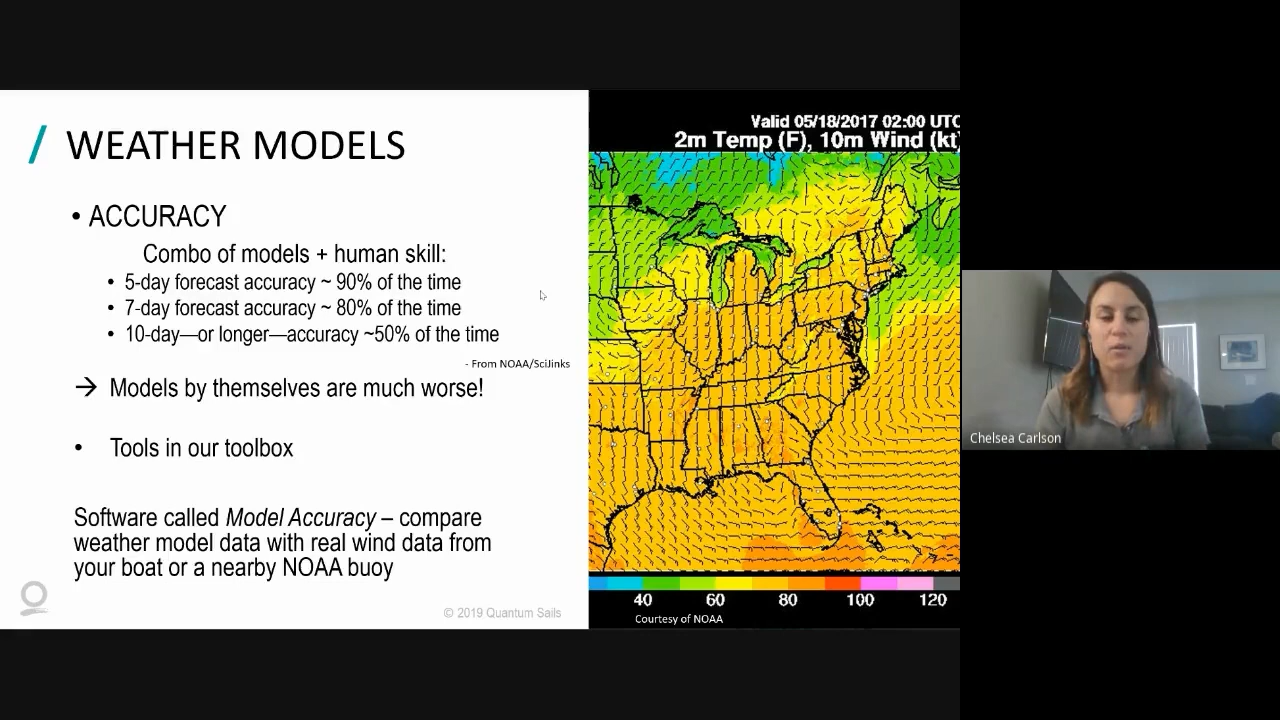 / WEATHER MODELS
• ACCURACY
Combo of models + human skill:
• 5-day forecast accuracy ~ 90% of the time
• 7-day forecast accuracy ~ 80% of the time
• 10-day—or longer—accuracy ~50% of the time
- From NOAA/SciJinks
→ Models by themselves are much worse!
• Tools in our toolbox
Software called Model Accuracy – compare
weather model data with real wind data from
your boat or a nearby NOAA buoy
© 2019 Quantum Sails
Valid 05/18/2017 02:00 UTC
2m Temp (F), 10m Wind (kt)
40 60 80 100 120
Courtesy of NOAA
Chelsea Carlson